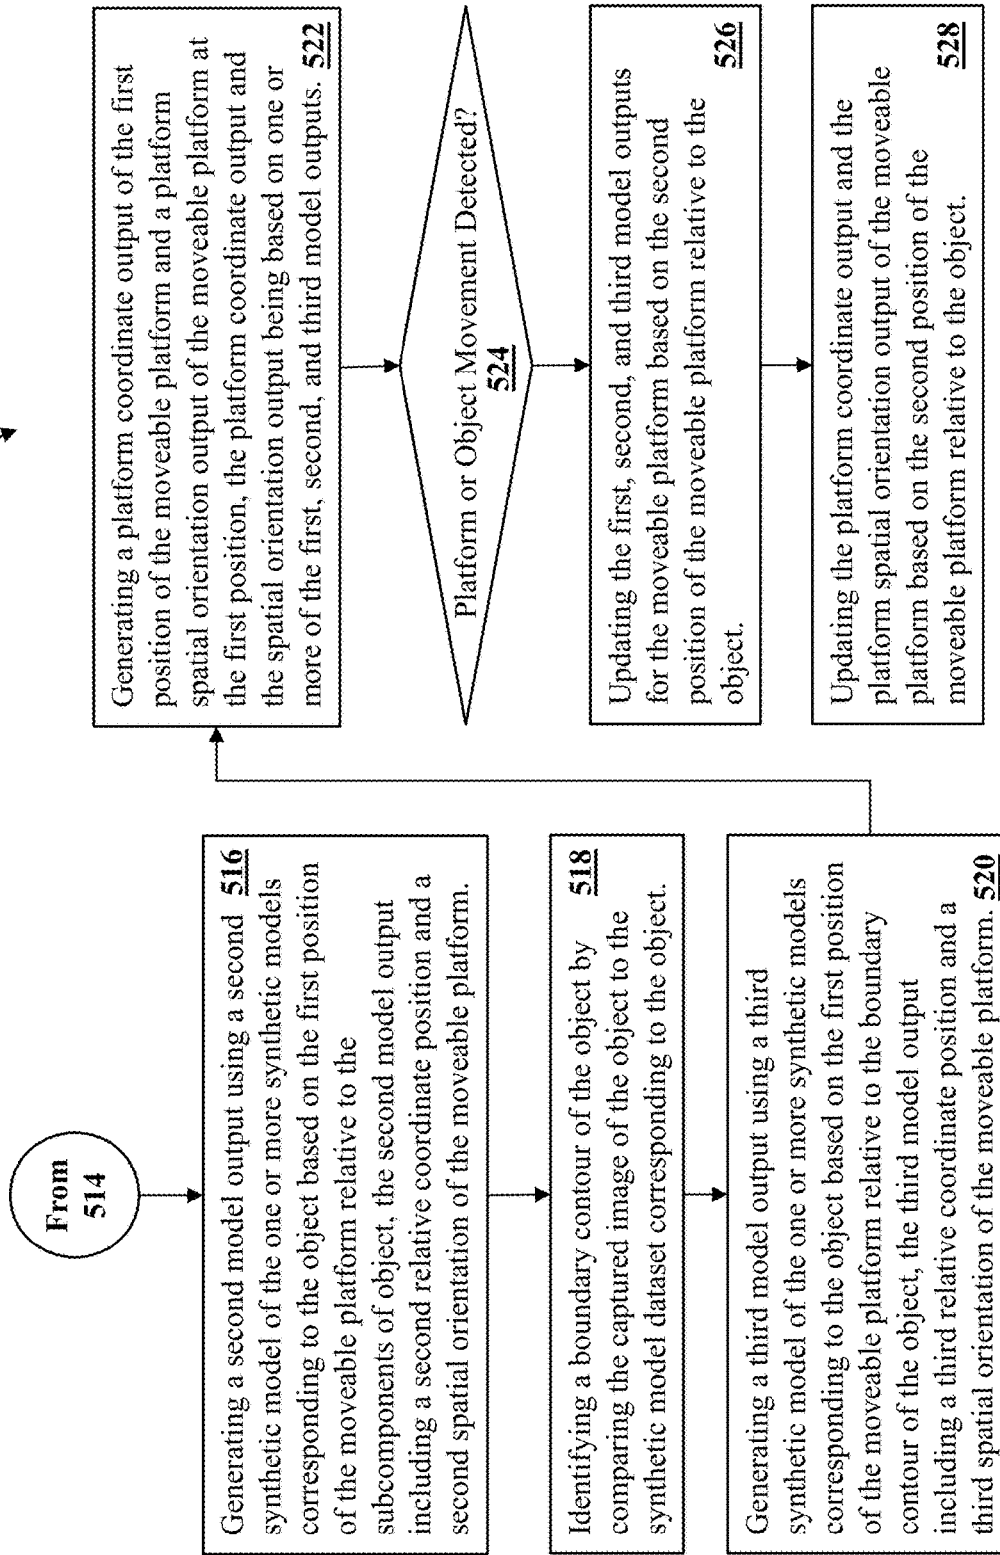 From
514
Generating a second model output using a second 516
synthetic model of the one or more synthetic models
corresponding to the object based on the first position
of the moveable platform relative to the
subcomponents of object, the second model output
including a second relative coordinate position and a
second spatial orientation of the moveable platform.
Identifying a boundary contour of the object by 518
comparing the captured image of the object to the
synthetic model dataset corresponding to the object.
Generating a third model output using a third
synthetic model of the one or more synthetic models
corresponding to the object based on the first position
of the moveable platform relative to the boundary
contour of the object, the third model output
including a third relative coordinate position and a
third spatial orientation of the moveable platform. 520
Generating a platform coordinate output of the first
position of the moveable platform and a platform
spatial orientation output of the moveable platform at
the first position, the platform coordinate output and
the spatial orientation output being based on one or
more of the first, second, and third model outputs. 522
Platform or Object Movement Detected?
524
Updating the first, second, and third model outputs
for the moveable platform based on the second
position of the moveable platform relative to the
object. 526
Updating the platform coordinate output and the
platform spatial orientation output of the moveable
platform based on the second position of the
moveable platform relative to the object. 528